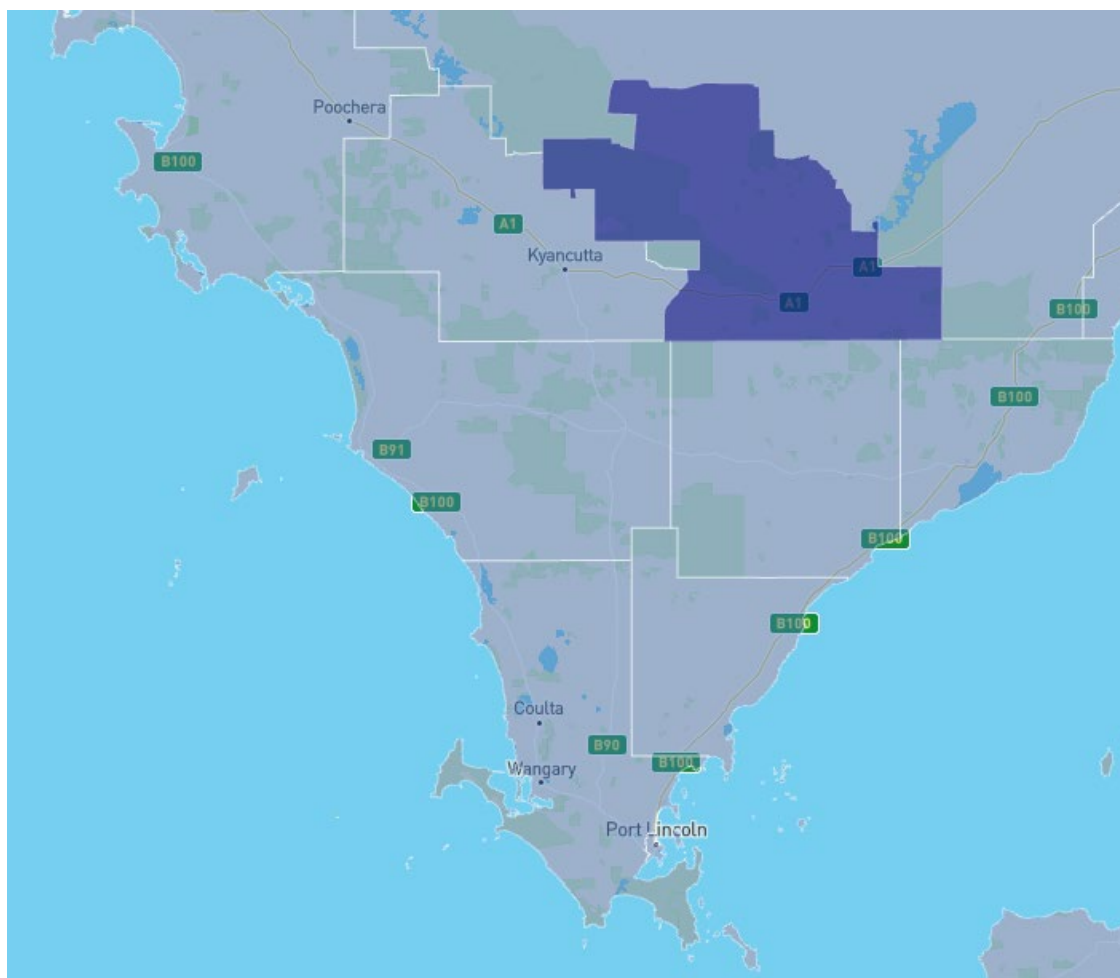 Poochera
B100
A1
Kyancutta
A1
A1
B100
B100
B91
B100
B100
B100
Coulta
B90
B100
Wangary
Port Lincoln